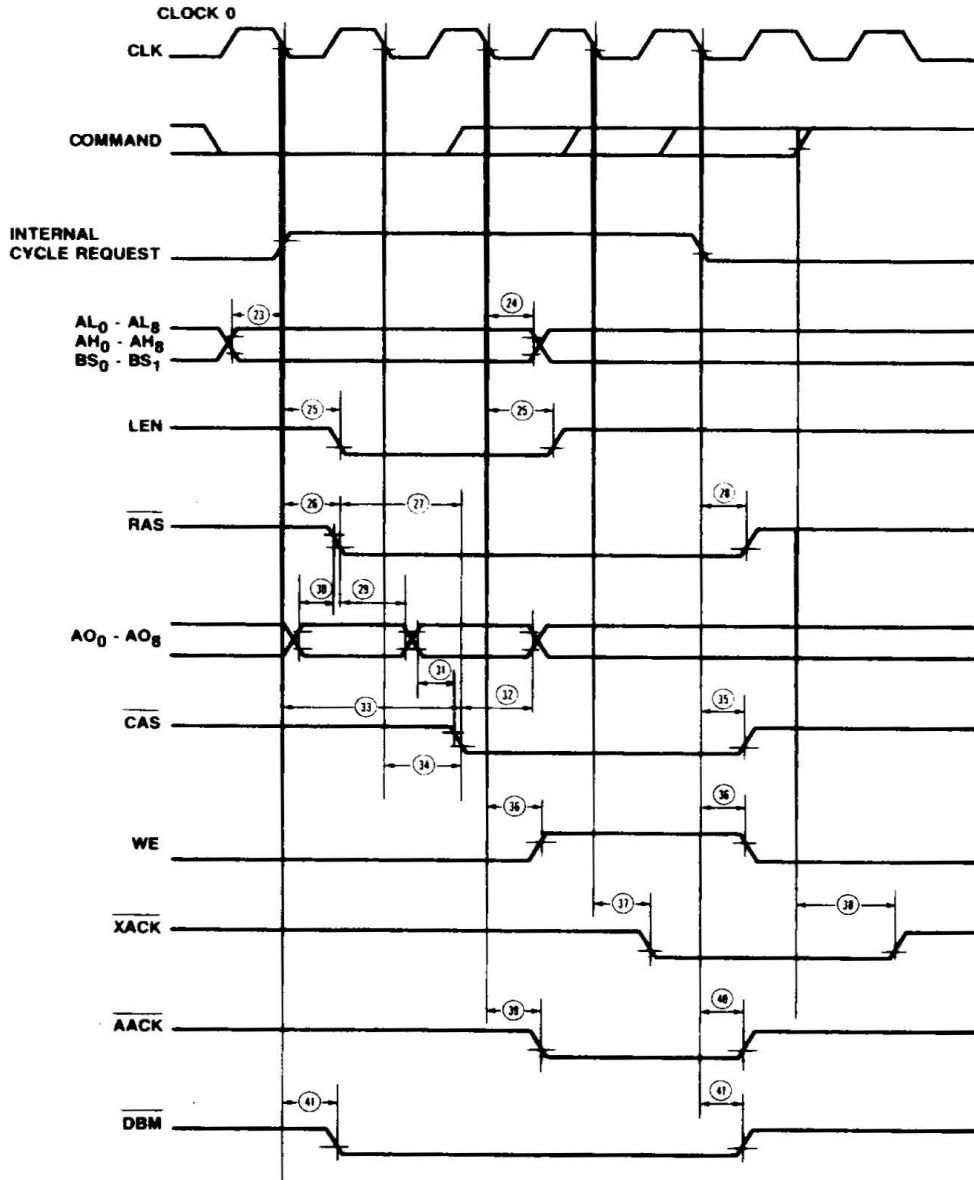 CLOCK 0
CLK
COMMAND
INTERNAL
CYCLE REQUEST
23
24
AL0 - AL8
AH0 - AH8
BS0 - BS1
25
25
LEN
26
27
28
RAS
30
29
AO0 - AO8
31
33
32
35
CAS
34
36
36
WE
37
38
XACK
39
40
AACK
41
41
DBM